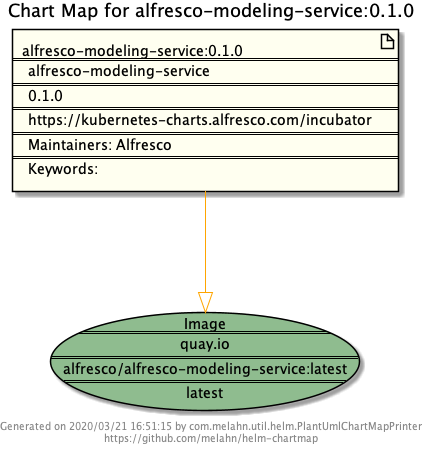 Chart Map for alfresco-modeling-service:0.1.0
alfresco-modeling-service:0.1.0
alfresco-modeling-service
0.1.0
https://kubernetes-charts.alfresco.com/incubator
Maintainers: Alfresco
Keywords:
Image
quay.io
alfresco/alfresco-modeling-service:latest
latest
Generated on 2020/03/21 16:51:15 by com.melahn.util.helm.PlantUmlChartMapPrinter
https://github.com/melahn/helm-chartmap